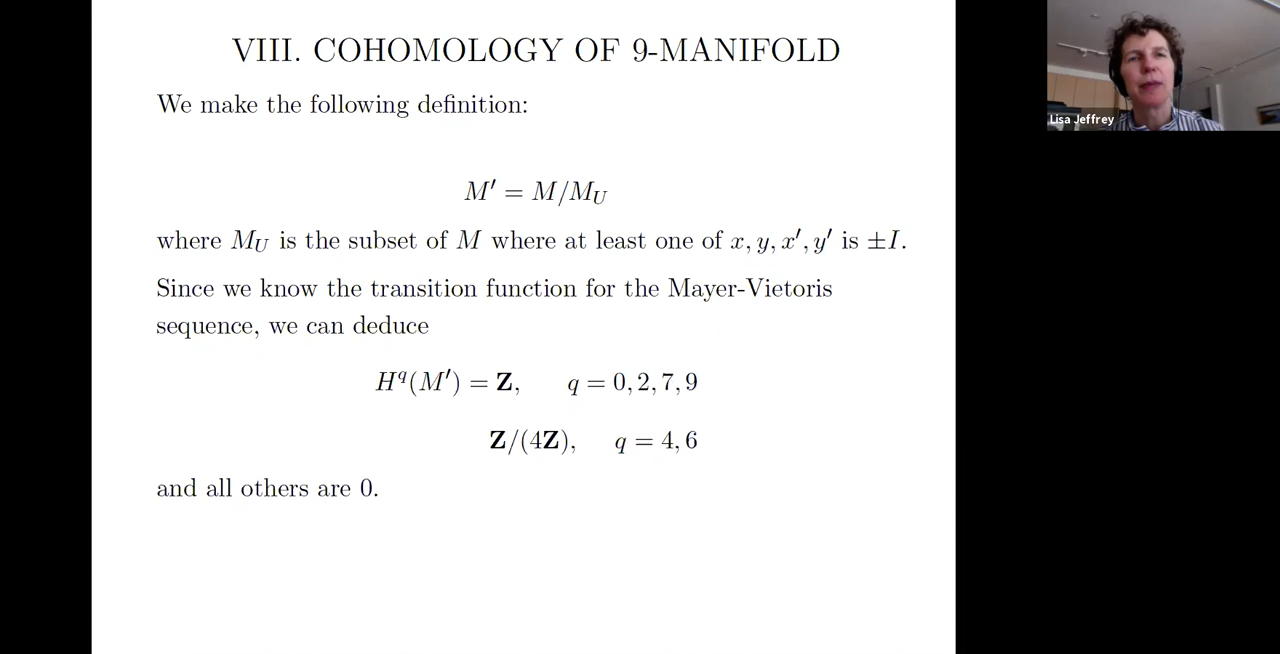 VIII. COHOMOLOGY OF 9-MANIFOLD
We make the following definition:
M′ = M/M_U
where M_U is the subset of M where at least one of x, y, x′, y′ is ±I.
Since we know the transition function for the Mayer-Vietoris
sequence, we can deduce
H^q(M′) = Z, q = 0, 2, 7, 9
Z/(4Z), q = 4, 6
and all others are 0.
Lisa Jeffrey